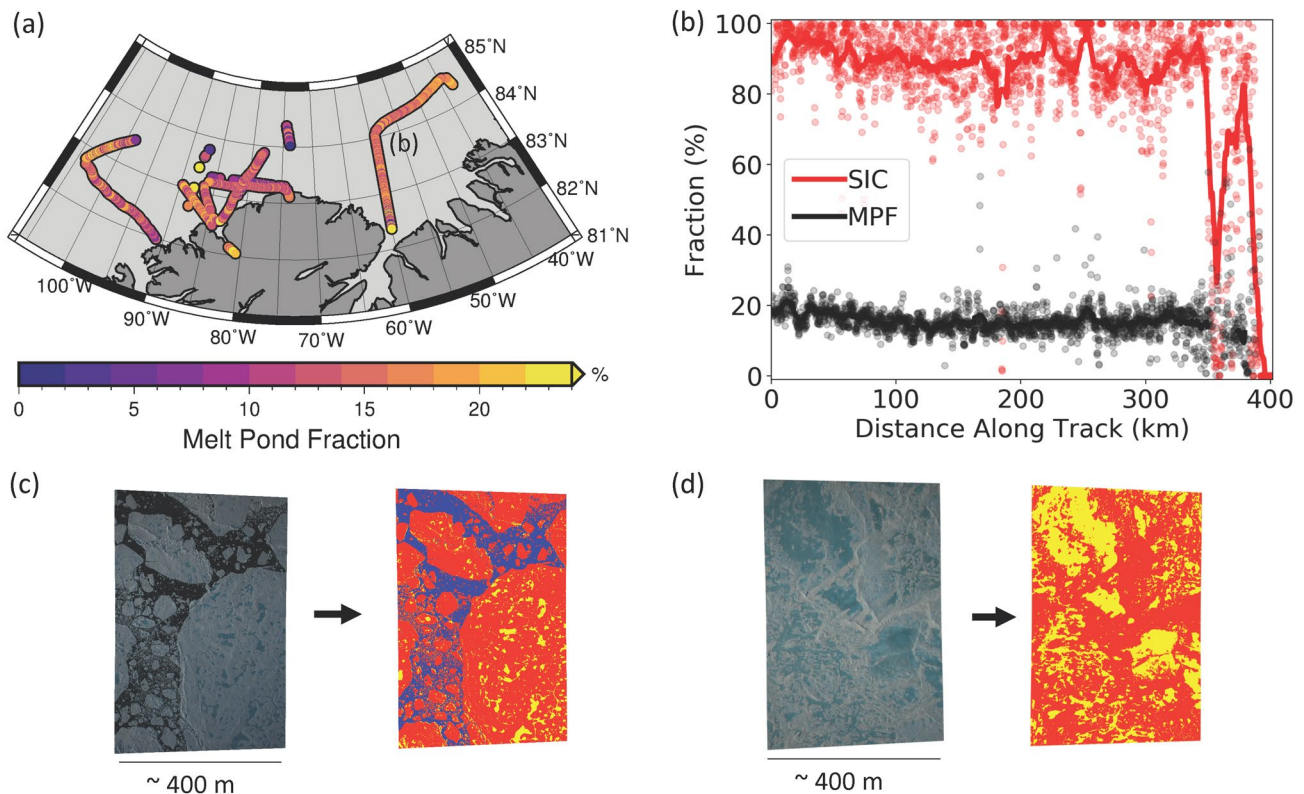 (a)
85˚N
84˚N
83˚N
82˚N
81˚N
40˚W
50˚W
60˚W
70˚W
80˚W
90˚W
100˚W
(b)
%
0 5 10 15 20
Melt Pond Fraction
(b)
100
80
60
40
20
0
Fraction (%)
SIC
MPF
0 100 200 300 400
Distance Along Track (km)
(c)
~ 400 m
(d)
~ 400 m